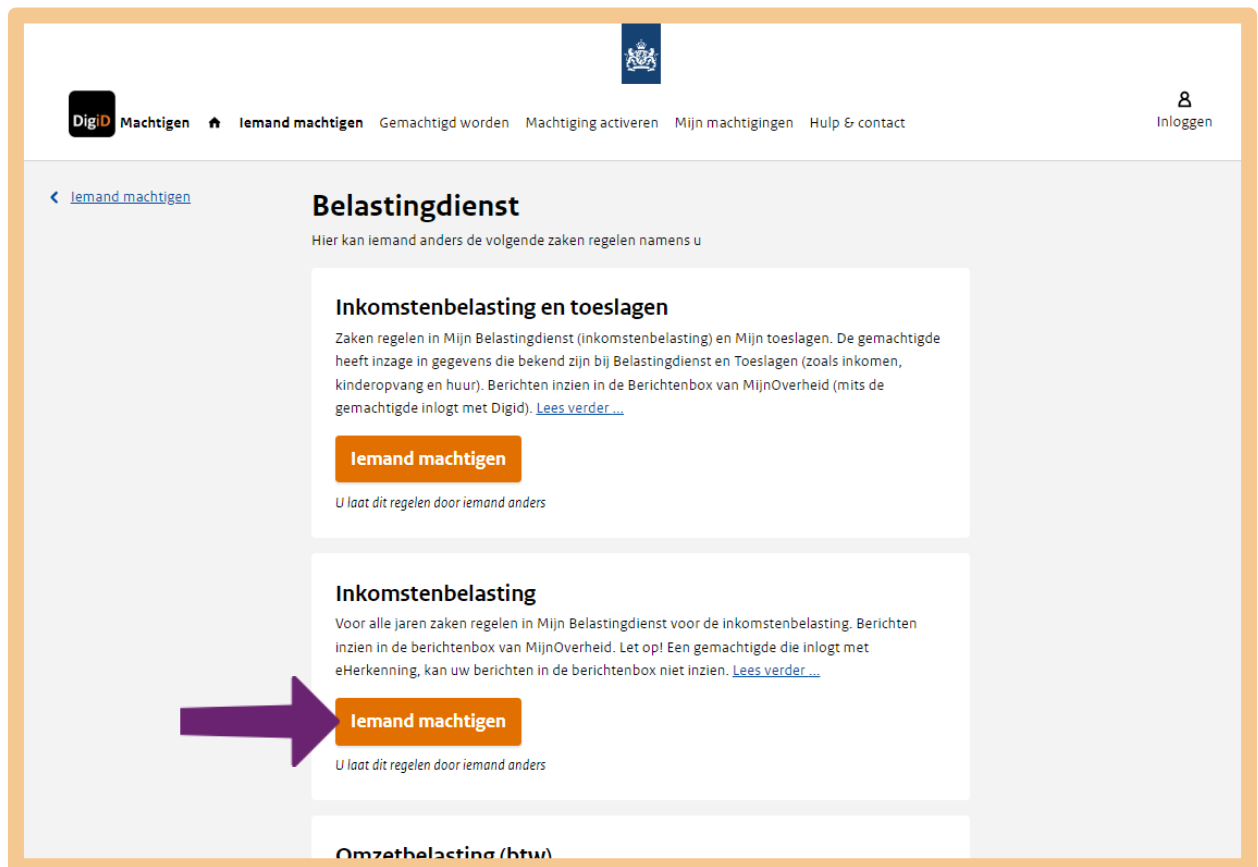 DigiD Machtigen Iemand machtigen Gemachtigd worden Machtiging activeren Mijn machtigingen Hulp & contact Inloggen
Iemand machtigen
Belastingdienst
Hier kan iemand anders de volgende zaken regelen namens u
Inkomstenbelasting en toeslagen
Zaken regelen in Mijn Belastingdienst (inkomstenbelasting) en Mijn toeslagen. De gemachtigde
heeft inzage in gegevens die bekend zijn bij Belastingdienst en Toeslagen (zoals inkomen,
kinderopvang en huur). Berichten inzien in de Berichtenbox van MijnOverheid (mits de
gemachtigde inlogt met Digid). Lees verder ...
Iemand machtigen
U laat dit regelen door iemand anders
Inkomstenbelasting
Voor alle jaren zaken regelen in Mijn Belastingdienst voor de inkomstenbelasting. Berichten
inzien in de berichtenbox van MijnOverheid. Let op! Een gemachtigde die inlogt met
eHerkenning, kan uw berichten in de berichtenbox niet inzien. Lees verder ...
Iemand machtigen
U laat dit regelen door iemand anders
Omzetbelasting (btw)